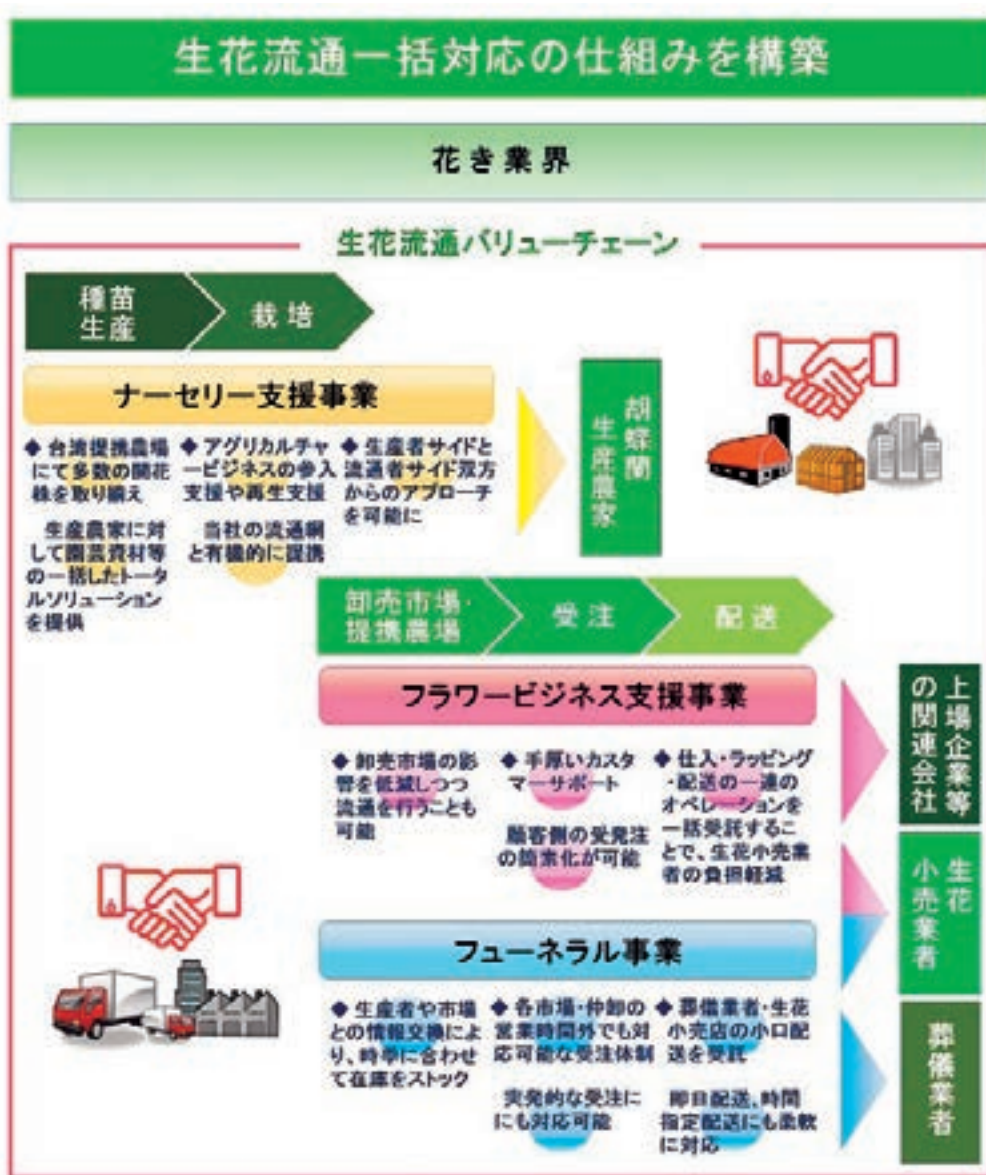 生花流通一括対応の仕組みを構築
花き業界
生花流通バリューチェーン
種苗
生産
栽培
ナーセリー支援事業
◆ 台湾提携農場
にて多数の開花
株を取り揃え
生産農家に対
して園芸資材等
の一括したトータ
ルソリューション
を提供
◆ アグリカルチャ
ービジネスの参入
支援や再生支援
当社の流通網
と有機的に提携
◆ 生産者サイドと
流通者サイド双方
からのアプローチ
を可能に
胡蝶蘭
生産農家
卸売市場・
提携農場
受注
配送
フラワービジネス支援事業
◆ 卸売市場の影
響を低減しつつ
流通を行うことも
可能
◆ 手厚いカスタ
マーサポート
顧客側の受発注
の簡素化が可能
◆ 仕入・ラッピング
・配送の一連の
オペレーションを
一括受託するこ
とで、生花小売業
者の負担軽減
上場企業等
の関連会社
生花
小売業者
フューネラル事業
◆ 生産者や市場
との情報交換によ
り、時季に合わせ
て在庫をストック
◆ 各市場・仲卸の
営業時間外でも対
応可能な受注体制
突発的な受注に
にも対応可能
◆ 葬儀業者・生花
小売店の小口配
送を受託
即日配送、時間
指定配送にも柔軟
に対応
葬儀業者